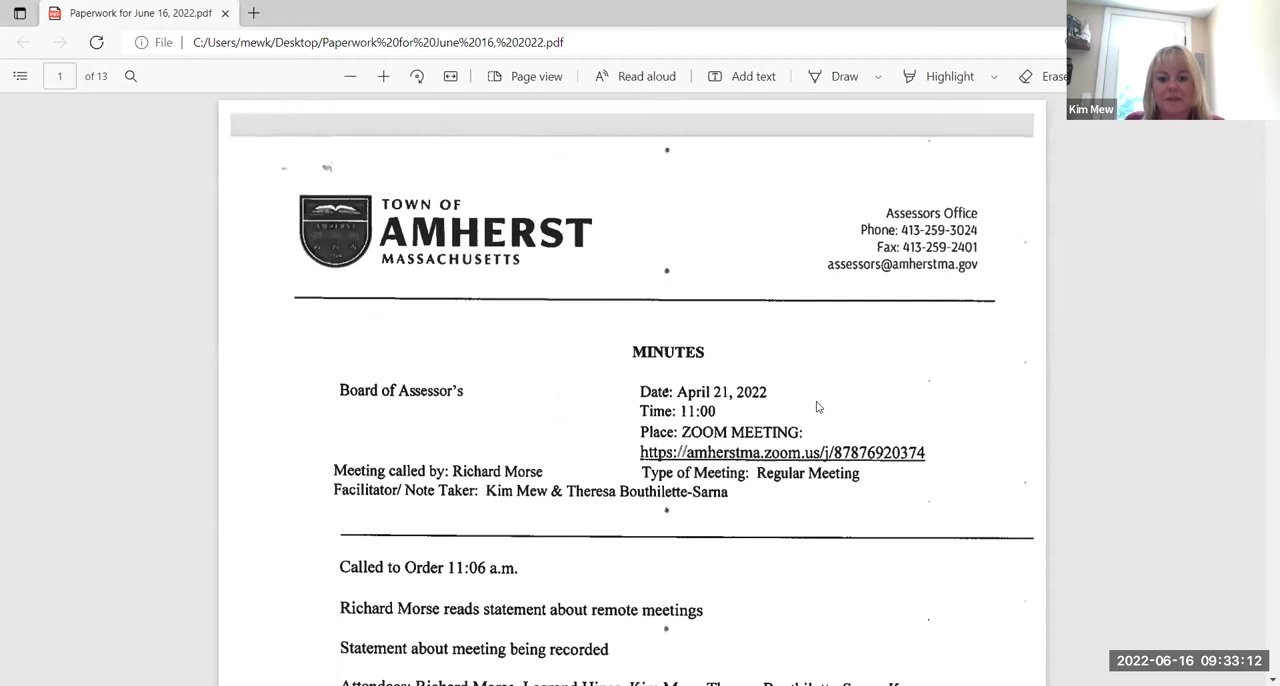 Paperwork for June 16, 2022.pdf
File
C:/Users/mewk/Desktop/Paperwork%20for%20June%2016,%202022.pdf
1 of 13
Page view
Read aloud
Add text
Draw
Highlight
Erase
Kim Mew
TOWN OF
AMHERST
MASSACHUSETTS
Assessors Office
Phone: 413-259-3024
Fax: 413-259-2401
assessors@amherstma.gov
MINUTES
Board of Assessor's
Date: April 21, 2022
Time: 11:00
Place: ZOOM MEETING:
https://amherstma.zoom.us/j/87876920374
Meeting called by: Richard Morse
Type of Meeting: Regular Meeting
Facilitator/ Note Taker: Kim Mew & Theresa Bouthilette-Sarna
Called to Order 11:06 a.m.
Richard Morse reads statement about remote meetings
Statement about meeting being recorded
Attendees: Richard Morse,
2022-06-16 09:33:12